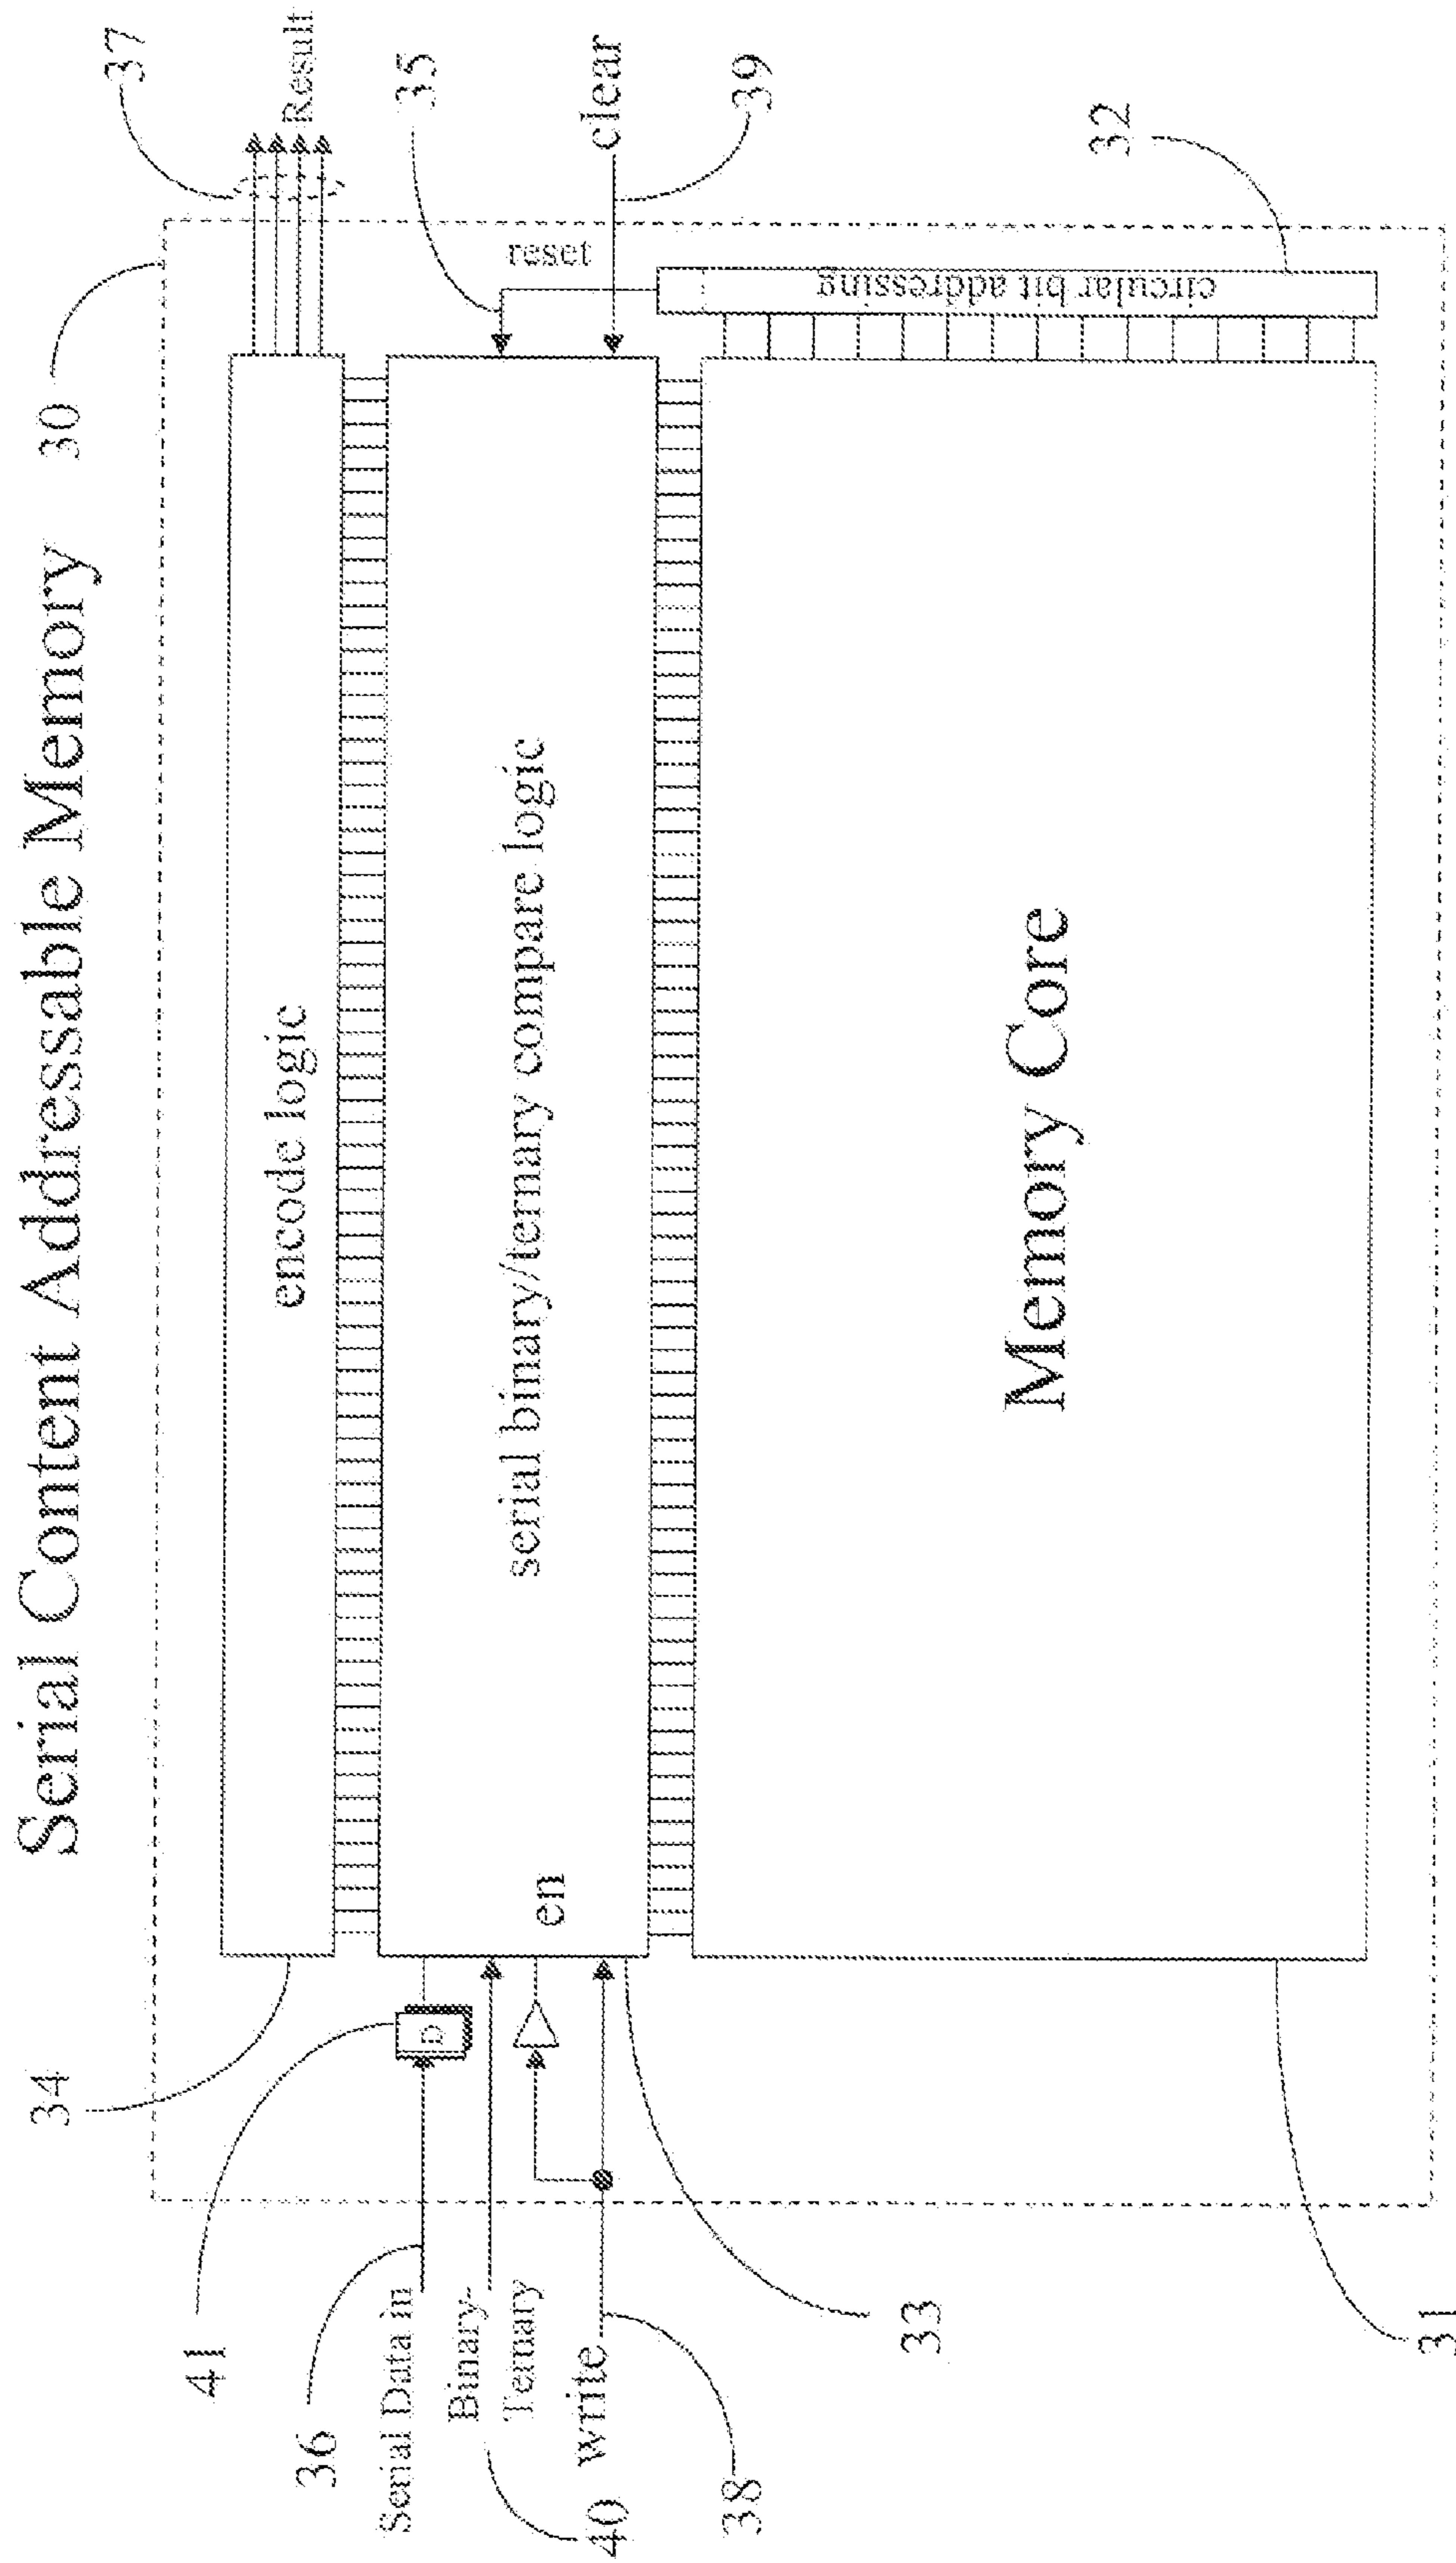 Serial Content Addressable Memory
30
34
41
36
Serial Data in
Binary-
Ternary
40
write
38
33
31
D
en
encode logic
serial binary/ternary compare logic
Memory Core
circular bit addressing
reset
37
Result
35
clear
39
32